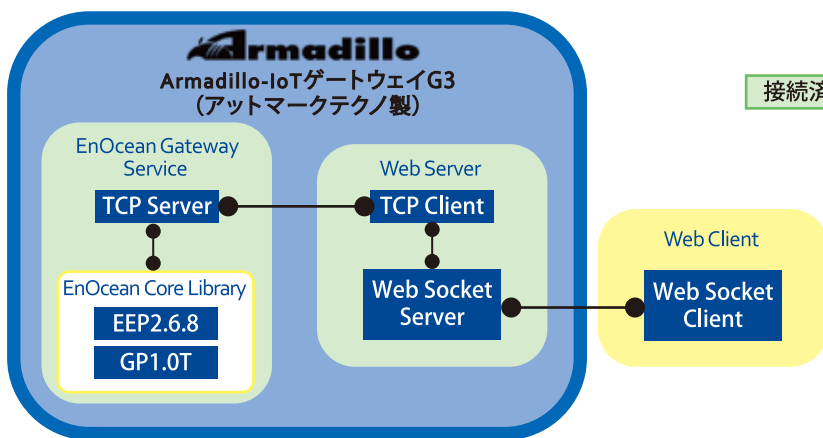 Armadillo
Armadillo-IoTゲートウェイG3
（アットマークテクノ製）
接続済
EnOcean Gateway
Service
TCP Server
EnOcean Core Library
EEP2.6.8
GP1.0T
Web Server
TCP Client
Web Socket
Server
Web Client
Web Socket
Client